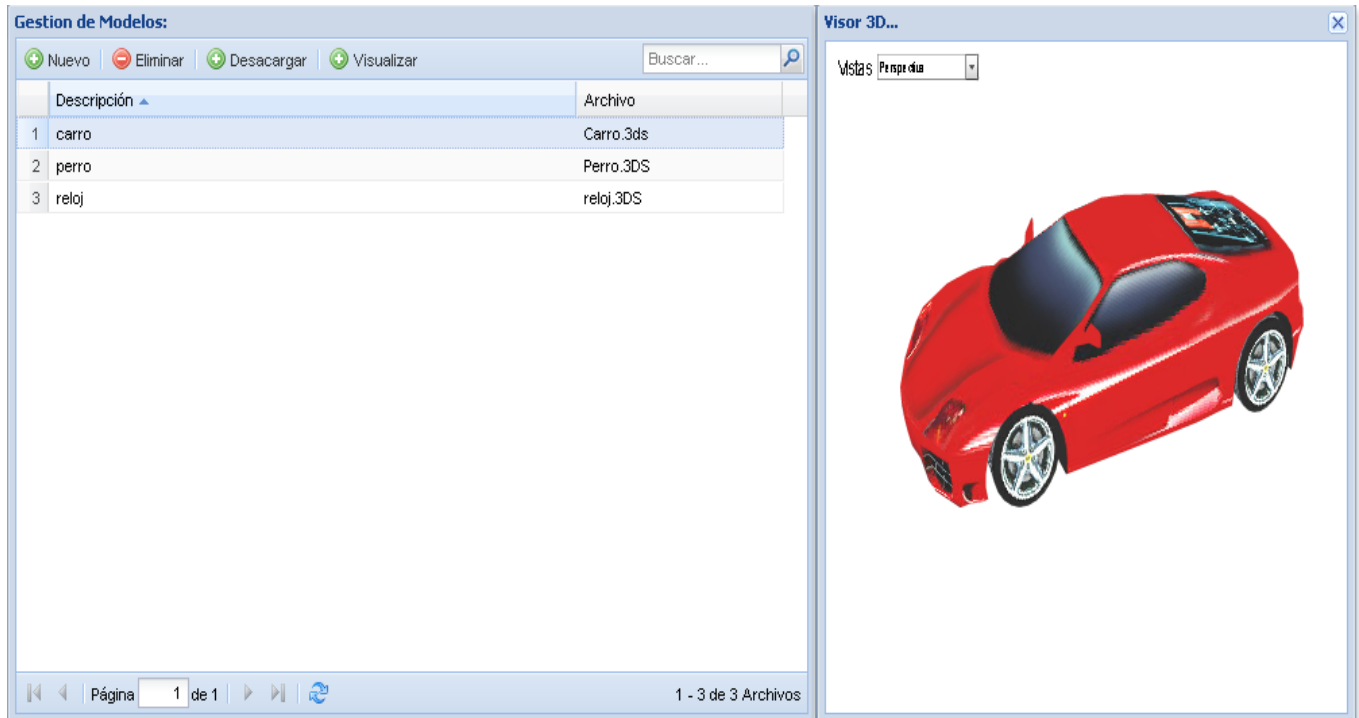 Gestion de Modelos:
Nuevo Eliminar Desacargar Visualizar Buscar...
Descripción Archivo
1 carro Carro.3ds
2 perro Perro.3DS
3 reloj reloj.3DS
Página 1 de 1 1 - 3 de 3 Archivos
Visor 3D...
Vistas Perspectiva